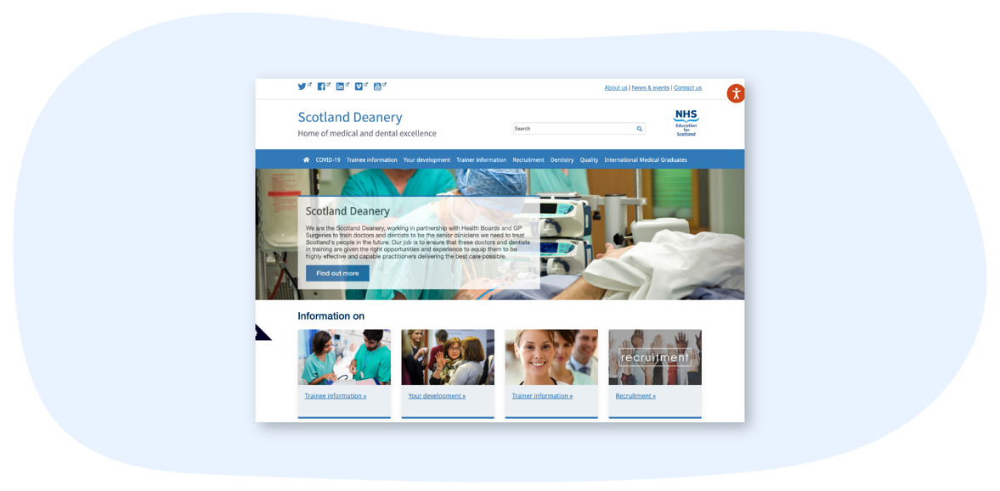 About us | News & events | Contact us
Scotland Deanery
Home of medical and dental excellence
Search
NHS
Education
for
Scotland
COVID-19 Trainee information Your development Trainer information Recruitment Dentistry Quality International Medical Graduates
Scotland Deanery
We are the Scotland Deanery, working in partnership with Health Boards and GP
Surgeries to train doctors and dentists to be the senior clinicians we need to treat
Scotland's people in the future. Our job is to ensure that these doctors and dentists
in training are given the right opportunities and experience to equip them to be
highly effective and capable practitioners delivering the best care possible.
Find out more
Information on
recruitment
Trainee information »
Your development »
Trainer information »
Recruitment »